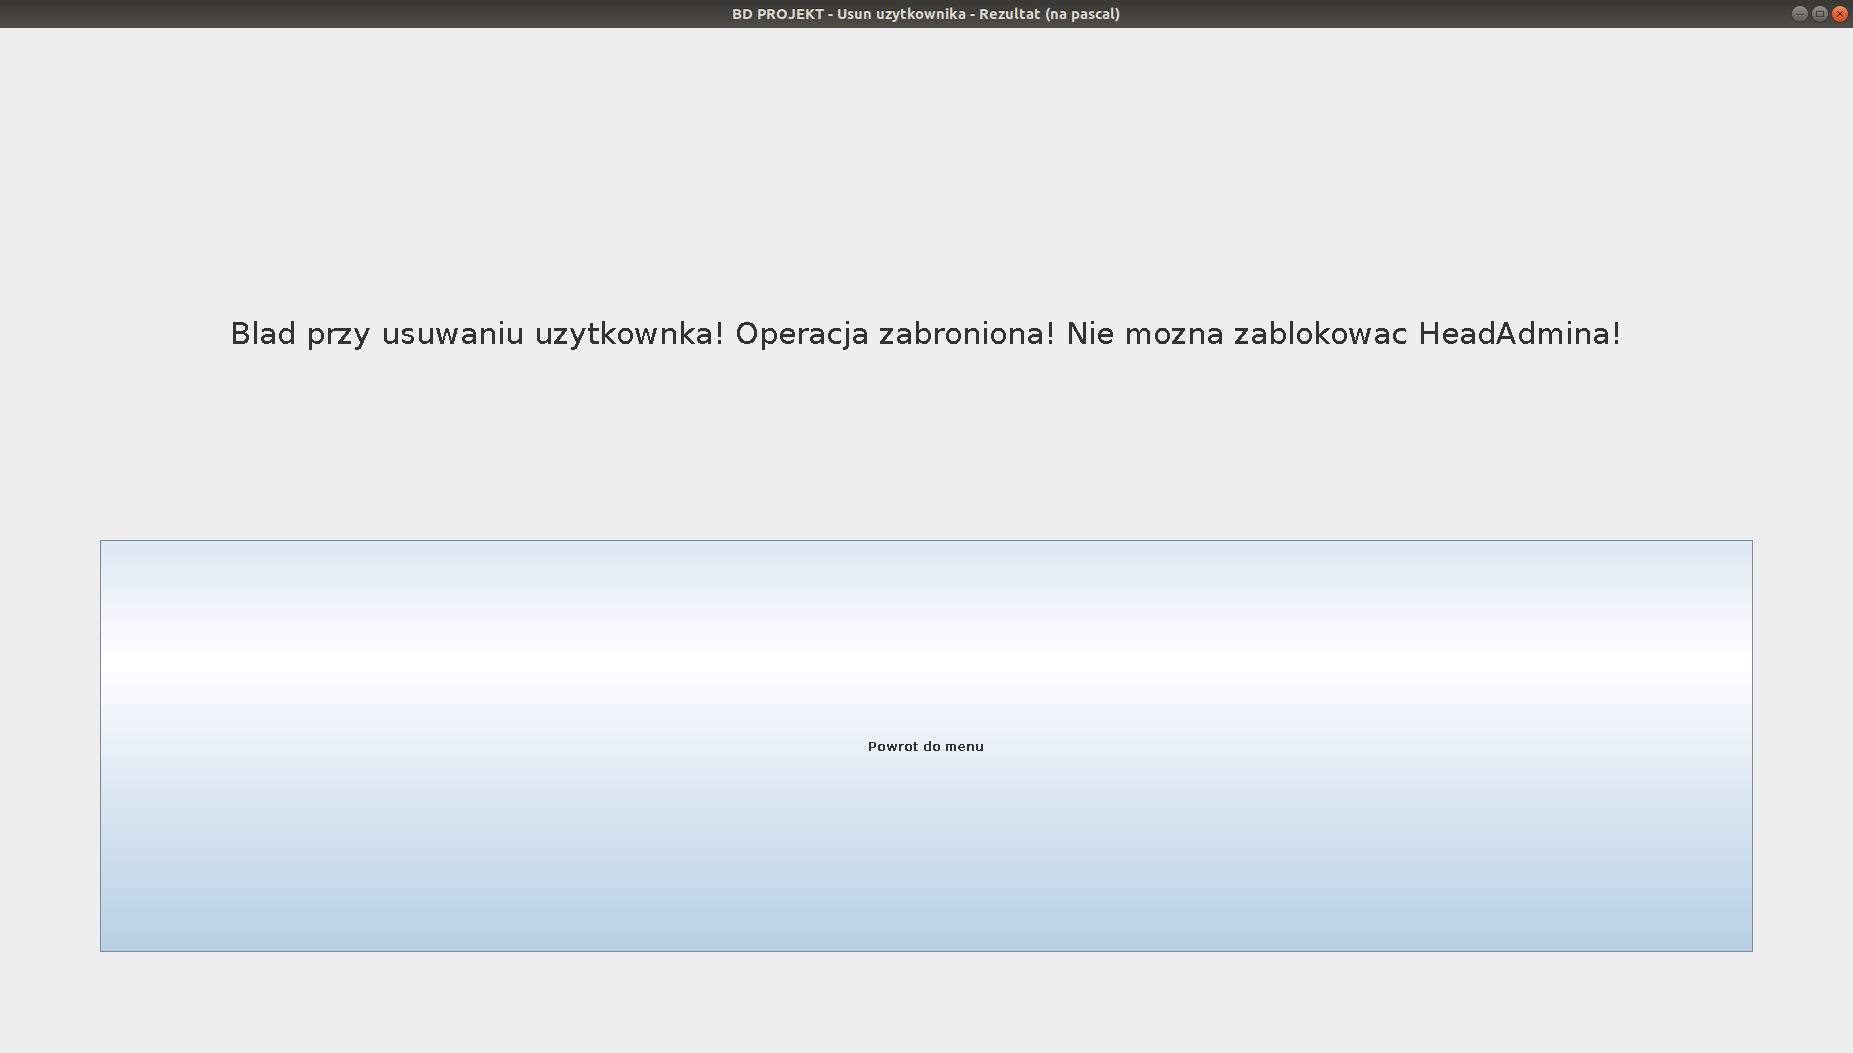 BD PROJEKT - Usun uzytkownika - Rezultat (na pascal)
Blad przy usuwaniu uzytkownka! Operacja zabroniona! Nie mozna zablokowac HeadAdmina!
Powrot do menu